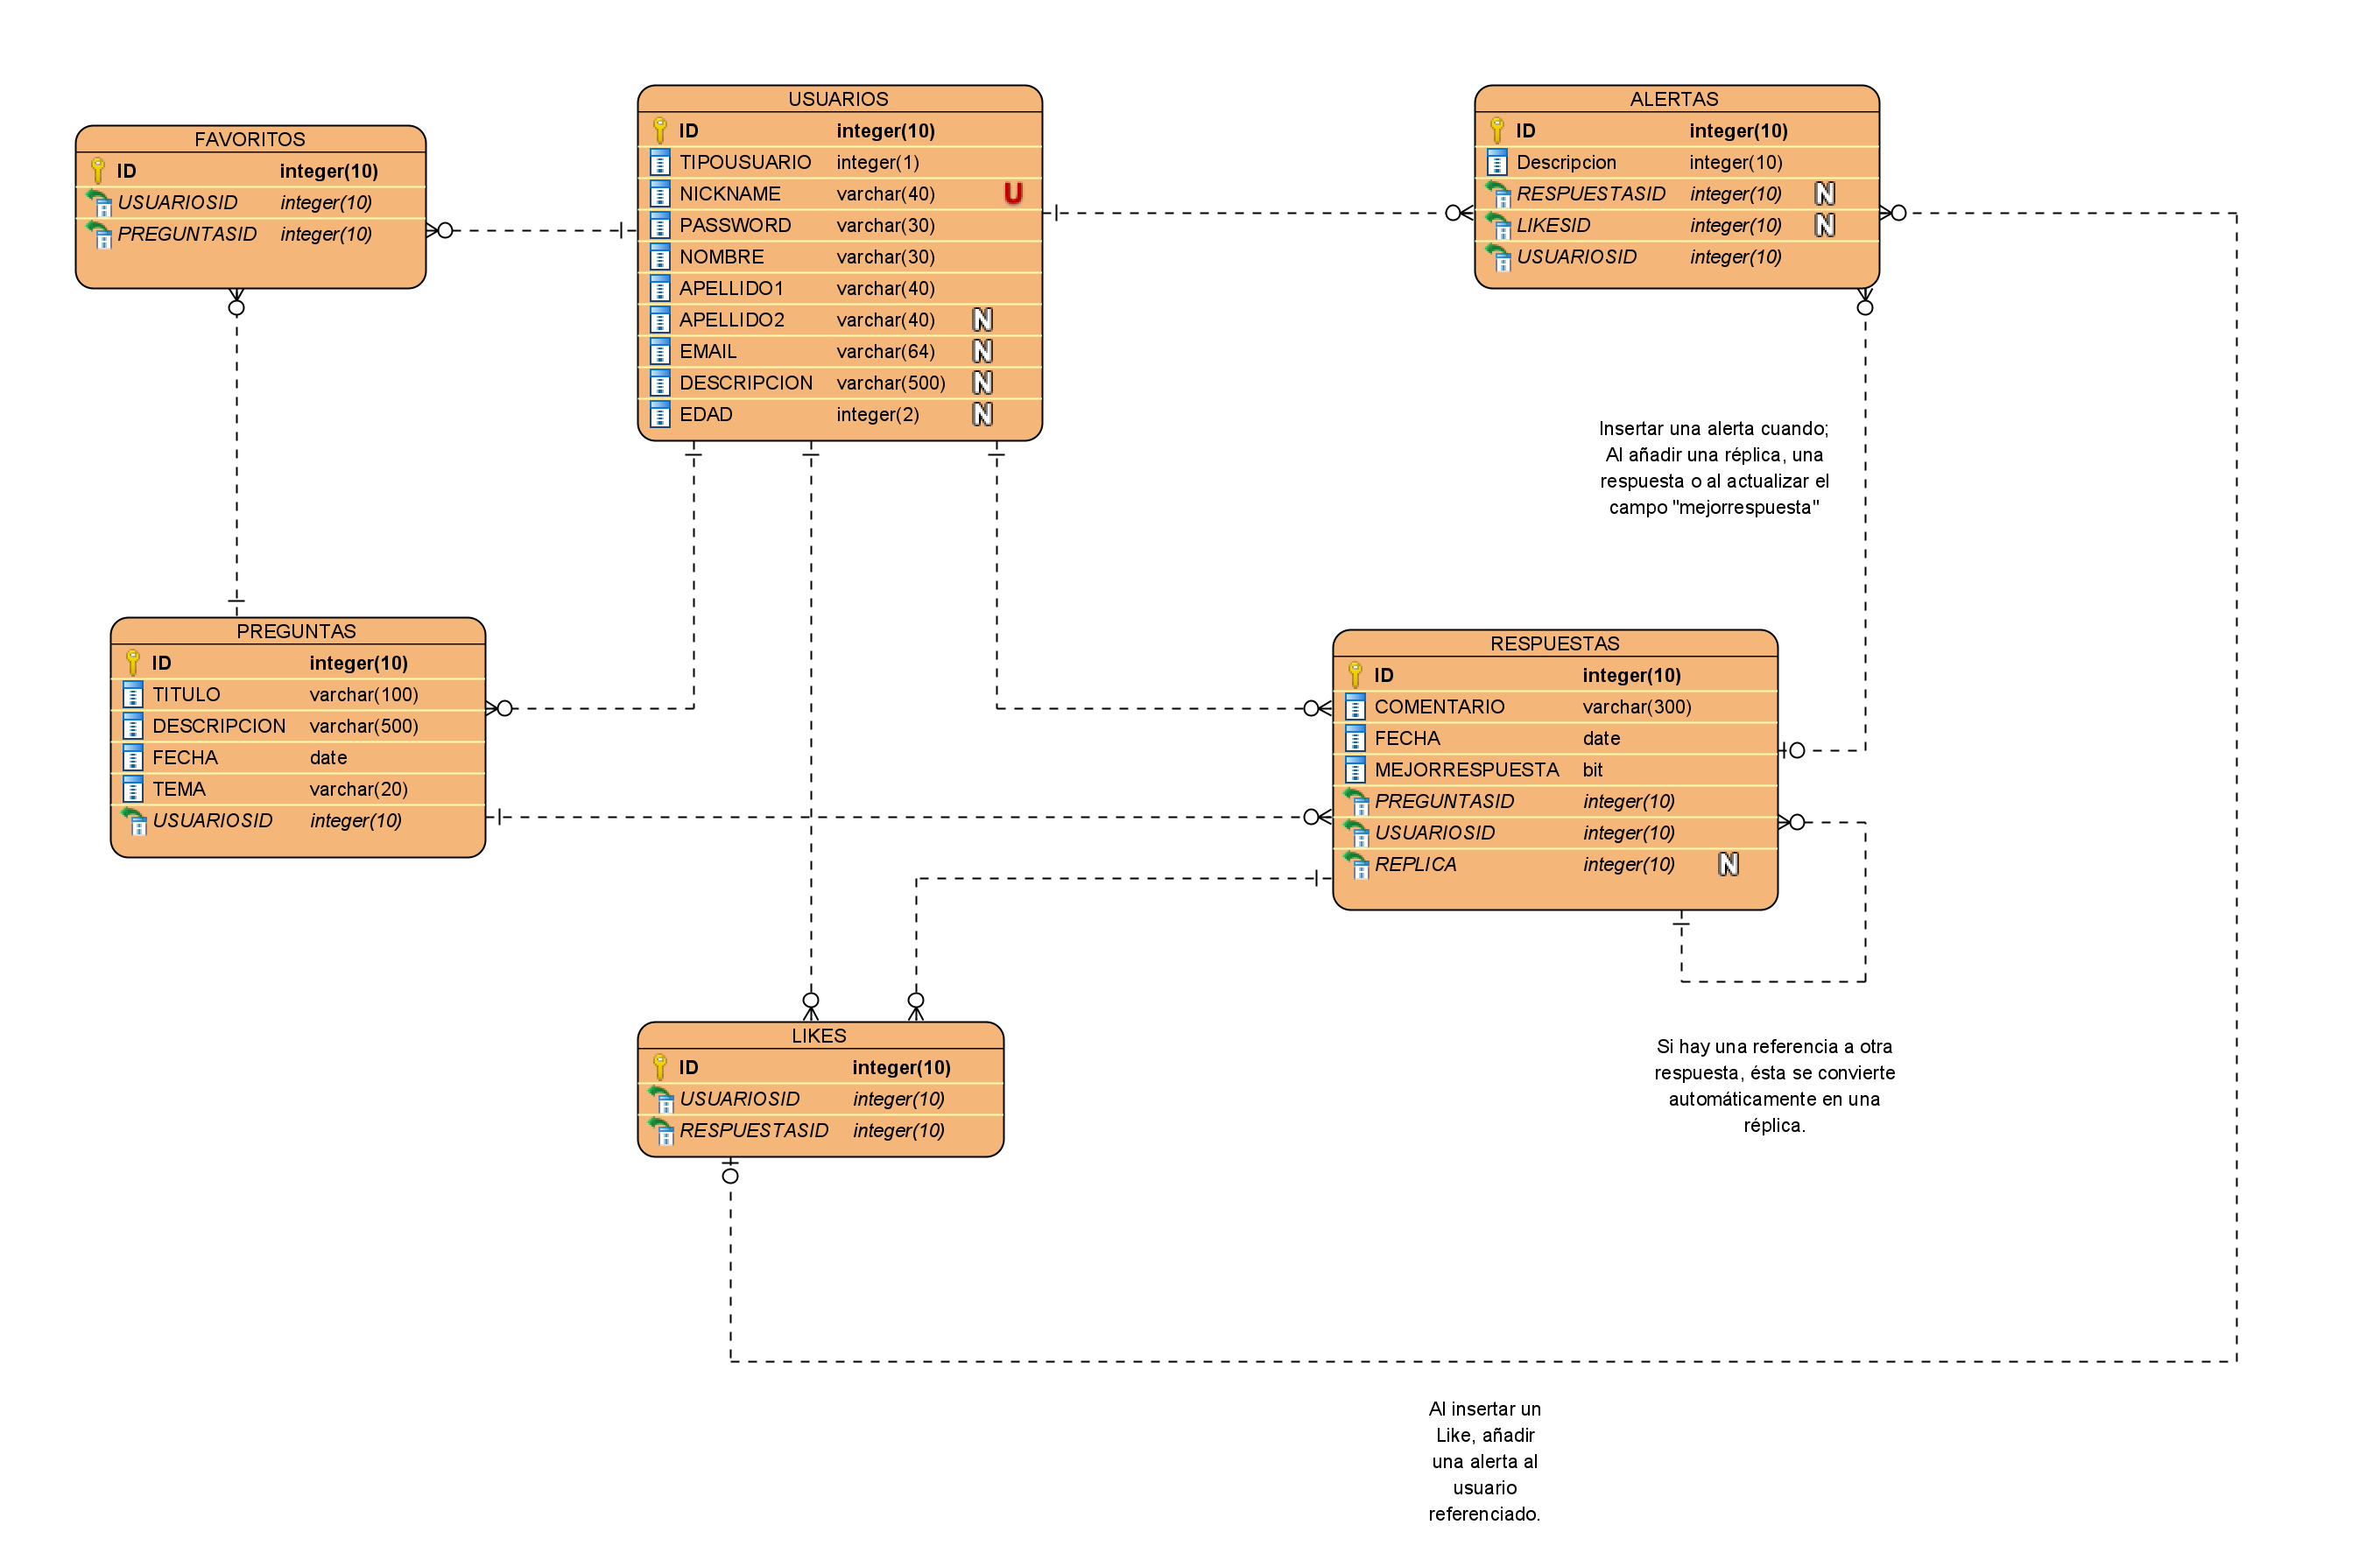 FAVORITOS
ID integer(10)
USUARIOSID integer(10)
PREGUNTASID integer(10)
USUARIOS
ID integer(10)
TIPOUSUARIO integer(1)
NICKNAME varchar(40) U
PASSWORD varchar(30)
NOMBRE varchar(30)
APELLIDO1 varchar(40)
APELLIDO2 varchar(40) N
EMAIL varchar(64) N
DESCRIPCION varchar(500) N
EDAD integer(2) N
ALERTAS
ID integer(10)
Descripcion integer(10)
RESPUESTASID integer(10) N
LIKESID integer(10) N
USUARIOSID integer(10)
Insertar una alerta cuando;
Al añadir una réplica, una
respuesta o al actualizar el
campo "mejorrespuesta"
PREGUNTAS
ID integer(10)
TITULO varchar(100)
DESCRIPCION varchar(500)
FECHA date
TEMA varchar(20)
USUARIOSID integer(10)
RESPUESTAS
ID integer(10)
COMENTARIO varchar(300)
FECHA date
MEJORRESPUESTA bit
PREGUNTASID integer(10)
USUARIOSID integer(10)
REPLICA integer(10) N
LIKES
ID integer(10)
USUARIOSID integer(10)
RESPUESTASID integer(10)
Si hay una referencia a otra
respuesta, ésta se convierte
automáticamente en una
réplica.
Al insertar un
Like, añadir
una alerta al
usuario
referenciado.